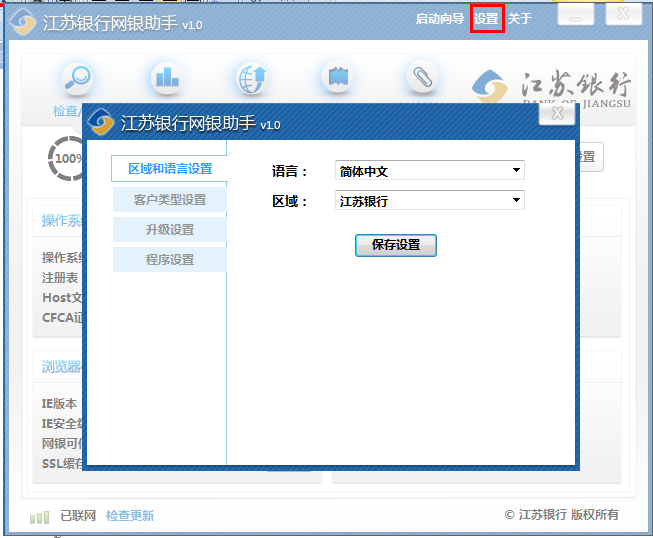 江苏银行网银助手 v1.0
启动向导 设置 关于
X
江苏银行
BANK OF JIANGSU
检查
100%
置
江苏银行网银助手 v1.0
X
区域和语言设置
客户类型设置
升级设置
程序设置
语言：
简体中文
区域：
江苏银行
保存设置
操作系
操作系
注册表
Host文
CFCA证
浏览器
IE版本
IE安全
网银可
SSL缓存
已联网 检查更新
© 江苏银行 版权所有